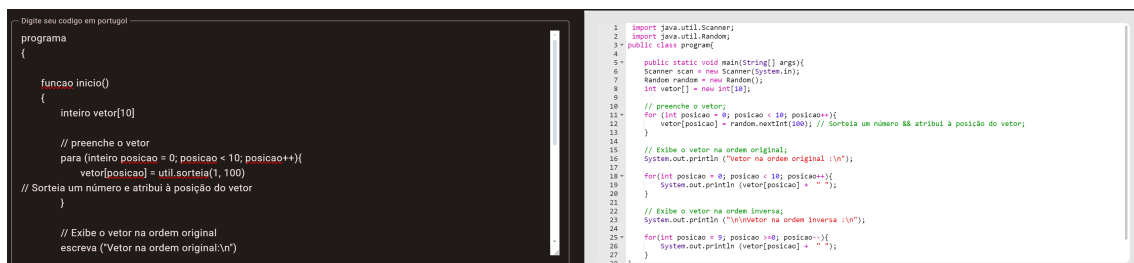 Digite seu codigo em portugol
programa
{
funcao inicio()
{
inteiro vetor[10]
// preenche o vetor
para (inteiro posicao = 0; posicao < 10; posicao++){
vetor[posicao] = util.sorteia(1, 100)
// Sorteia um número e atribui à posição do vetor
}
// Exibe o vetor na ordem original
escreva ("Vetor na ordem original:\n")
1 import java.util.Scanner;
2 import java.util.Random;
3 public class program{
4
5 public static void main(String[] args){
6 Scanner scan = new Scanner(System.in);
7 Random random = new Random();
8 int vetor[] = new int[10];
9
10 // preenche o vetor;
11 for (int posicao = 0; posicao < 10; posicao++){
12 vetor[posicao] = random.nextInt(100); // Sorteia um número && atribui à posição do vetor;
13 }
14
15 // Exibe o vetor na ordem original;
16 System.out.println ("Vetor na ordem original :\n");
17
18 for(int posicao = 0; posicao < 10; posicao++){
19 System.out.println (vetor[posicao] + " ");
20 }
21
22 // Exibe o vetor na ordem inversa;
23 System.out.println ("\n\nVetor na ordem inversa :\n");
24
25 for(int posicao = 9; posicao >=0; posicao--){
26 System.out.println (vetor[posicao] + " ");
27 }